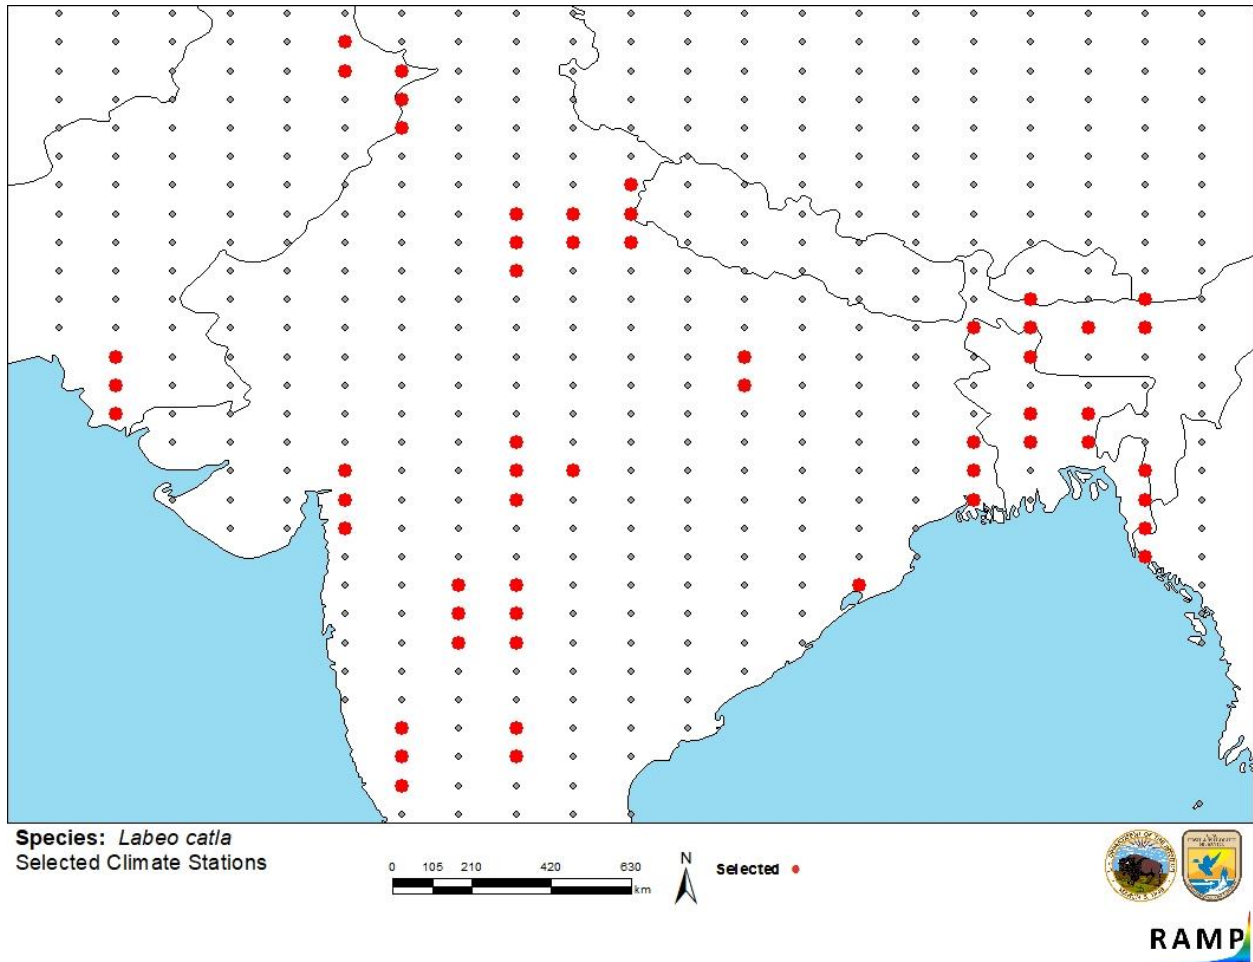 Species: Labeo catla
Selected Climate Stations
0 105 210 420 630
km
N
Selected
RAMP